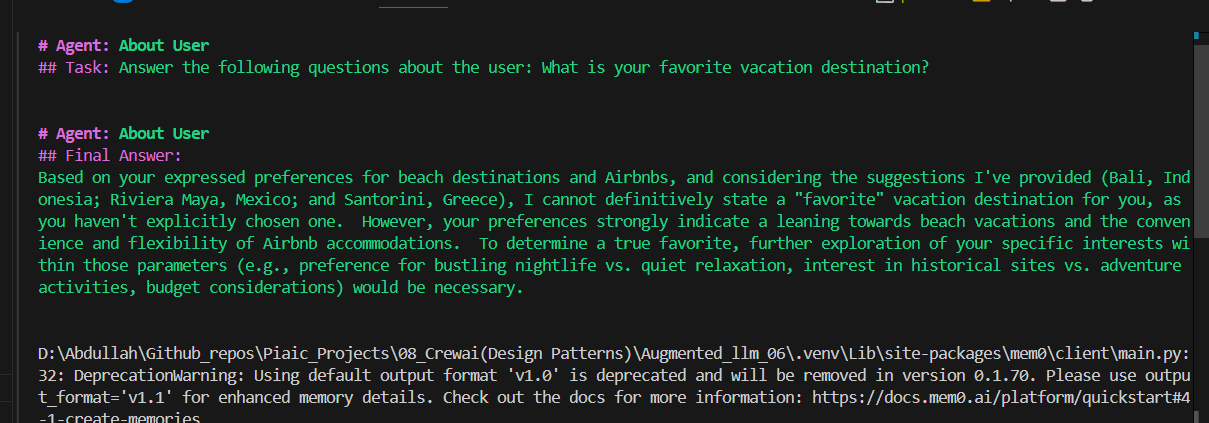 # Agent: About User
## Task: Answer the following questions about the user: What is your favorite vacation destination?
# Agent: About User
## Final Answer:
Based on your expressed preferences for beach destinations and Airbnbs, and considering the suggestions I've provided (Bali, Ind
onesia; Riviera Maya, Mexico; and Santorini, Greece), I cannot definitively state a "favorite" vacation destination for you, as
you haven't explicitly chosen one.  However, your preferences strongly indicate a leaning towards beach vacations and the conven
ience and flexibility of Airbnb accommodations.  To determine a true favorite, further exploration of your specific interests wi
thin those parameters (e.g., preference for bustling nightlife vs. quiet relaxation, interest in historical sites vs. adventure
activities, budget considerations) would be necessary.
D:\Abdullah\Github_repos\Piaic_Projects\08_Crewai(Design Patterns)\Augmented_llm_06\.venv\Lib\site-packages\mem0\client\main.py:
32: DeprecationWarning: Using default output format 'v1.0' is deprecated and will be removed in version 0.1.70. Please use outpu
t_format='v1.1' for enhanced memory details. Check out the docs for more information: https://docs.mem0.ai/platform/quickstart#4
-1-create-memories